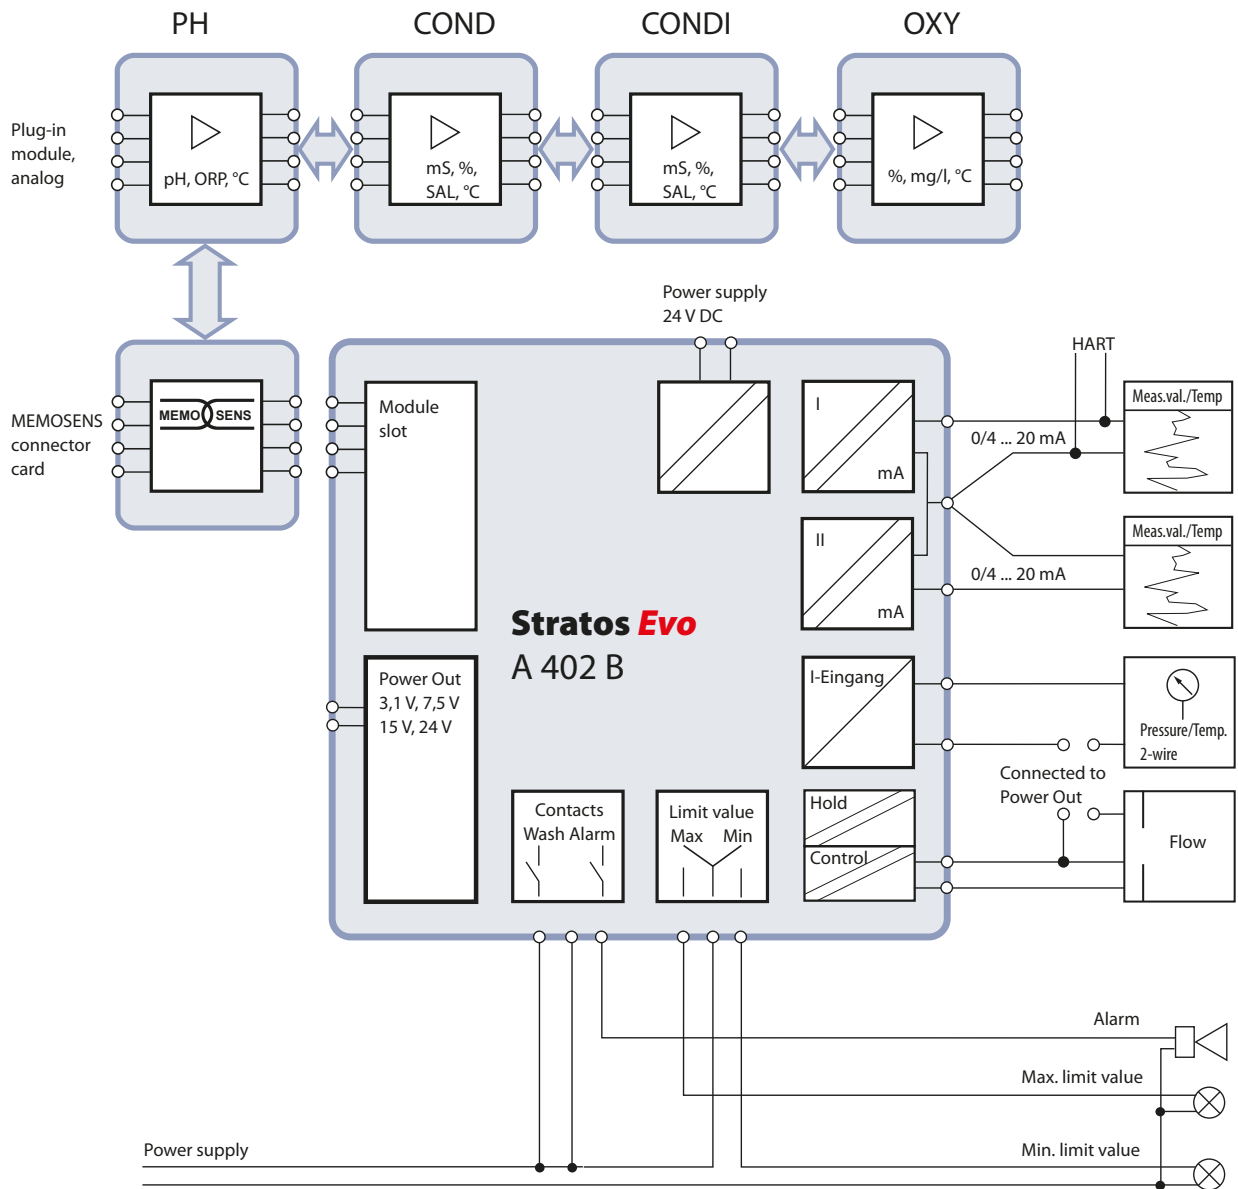 PH
COND
CONDI
OXY
Plug-in
module,
analog
pH, ORP, °C
mS, %,
SAL, °C
mS, %,
SAL, °C
%, mg/l, °C
MEMOSENS
connector
card
MEMO SENS
Power supply
24 V DC
Module
slot
I
mA
II
mA
HART
0/4 ... 20 mA
Meas.val./Temp
0/4 ... 20 mA
Meas.val./Temp
Stratos Evo
A 402 B
Power Out
3,1 V, 7,5 V
15 V, 24 V
I-Eingang
Pressure/Temp.
2-wire
Connected to
Power Out
Contacts
Wash Alarm
Limit value
Max Min
Hold
Control
Flow
Alarm
Max. limit value
Power supply
Min. limit value